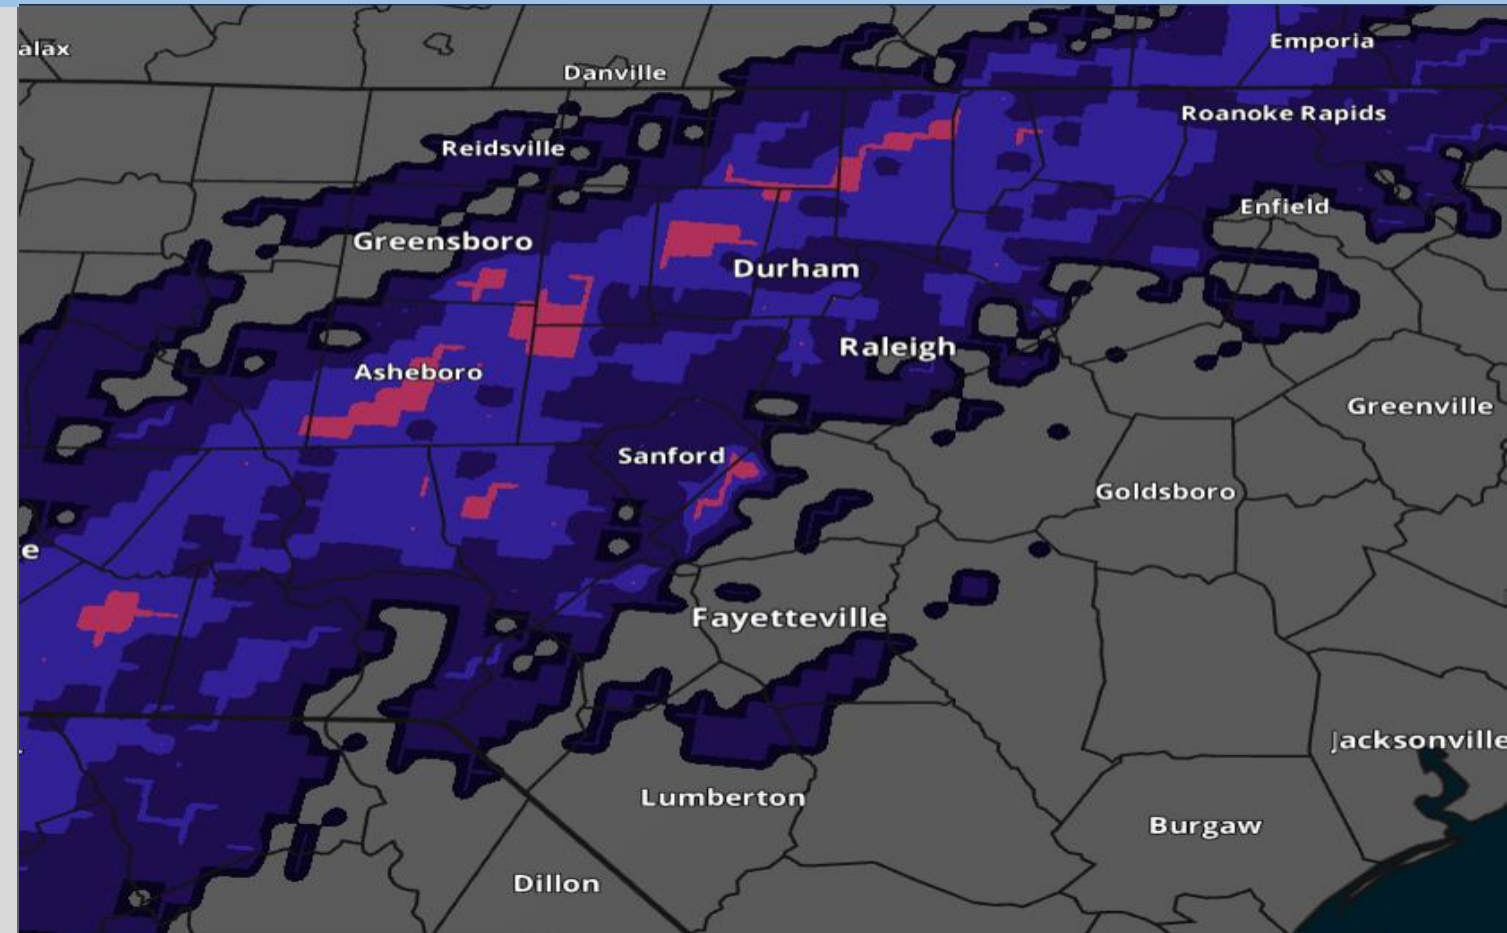 alax
Emporia
Danville
Roanoke Rapids
Reidsville
Enfield
Greensboro
Durham
Raleigh
Asheboro
Greenville
Sanford
Goldsboro
e
Fayetteville
Jacksonville
Lumberton
Burgaw
Dillon